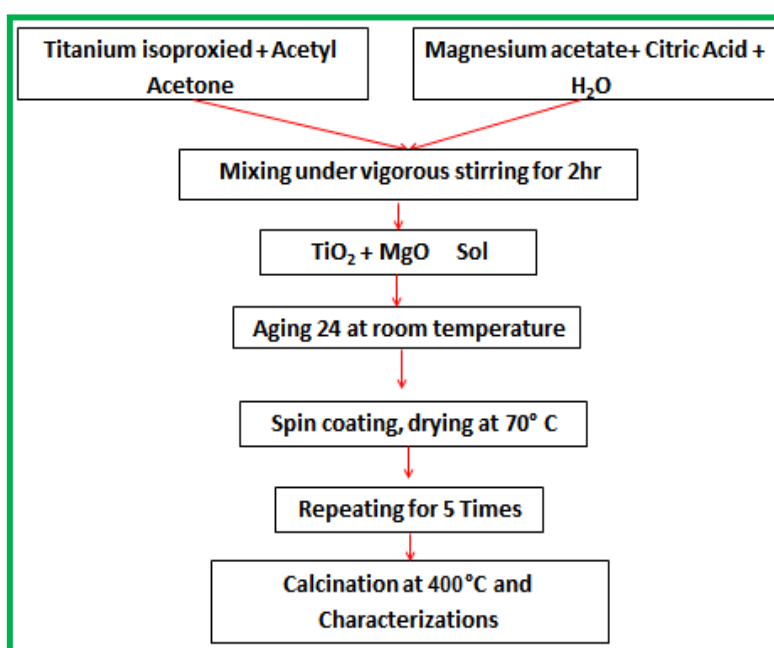 Titanium isoproxied + Acetyl
Acetone
Magnesium acetate+ Citric Acid +
H₂O
Mixing under vigorous stirring for 2hr
TiO₂ + MgO Sol
Aging 24 at room temperature
Spin coating, drying at 70° C
Repeating for 5 Times
Calcination at 400°C and
Characterizations